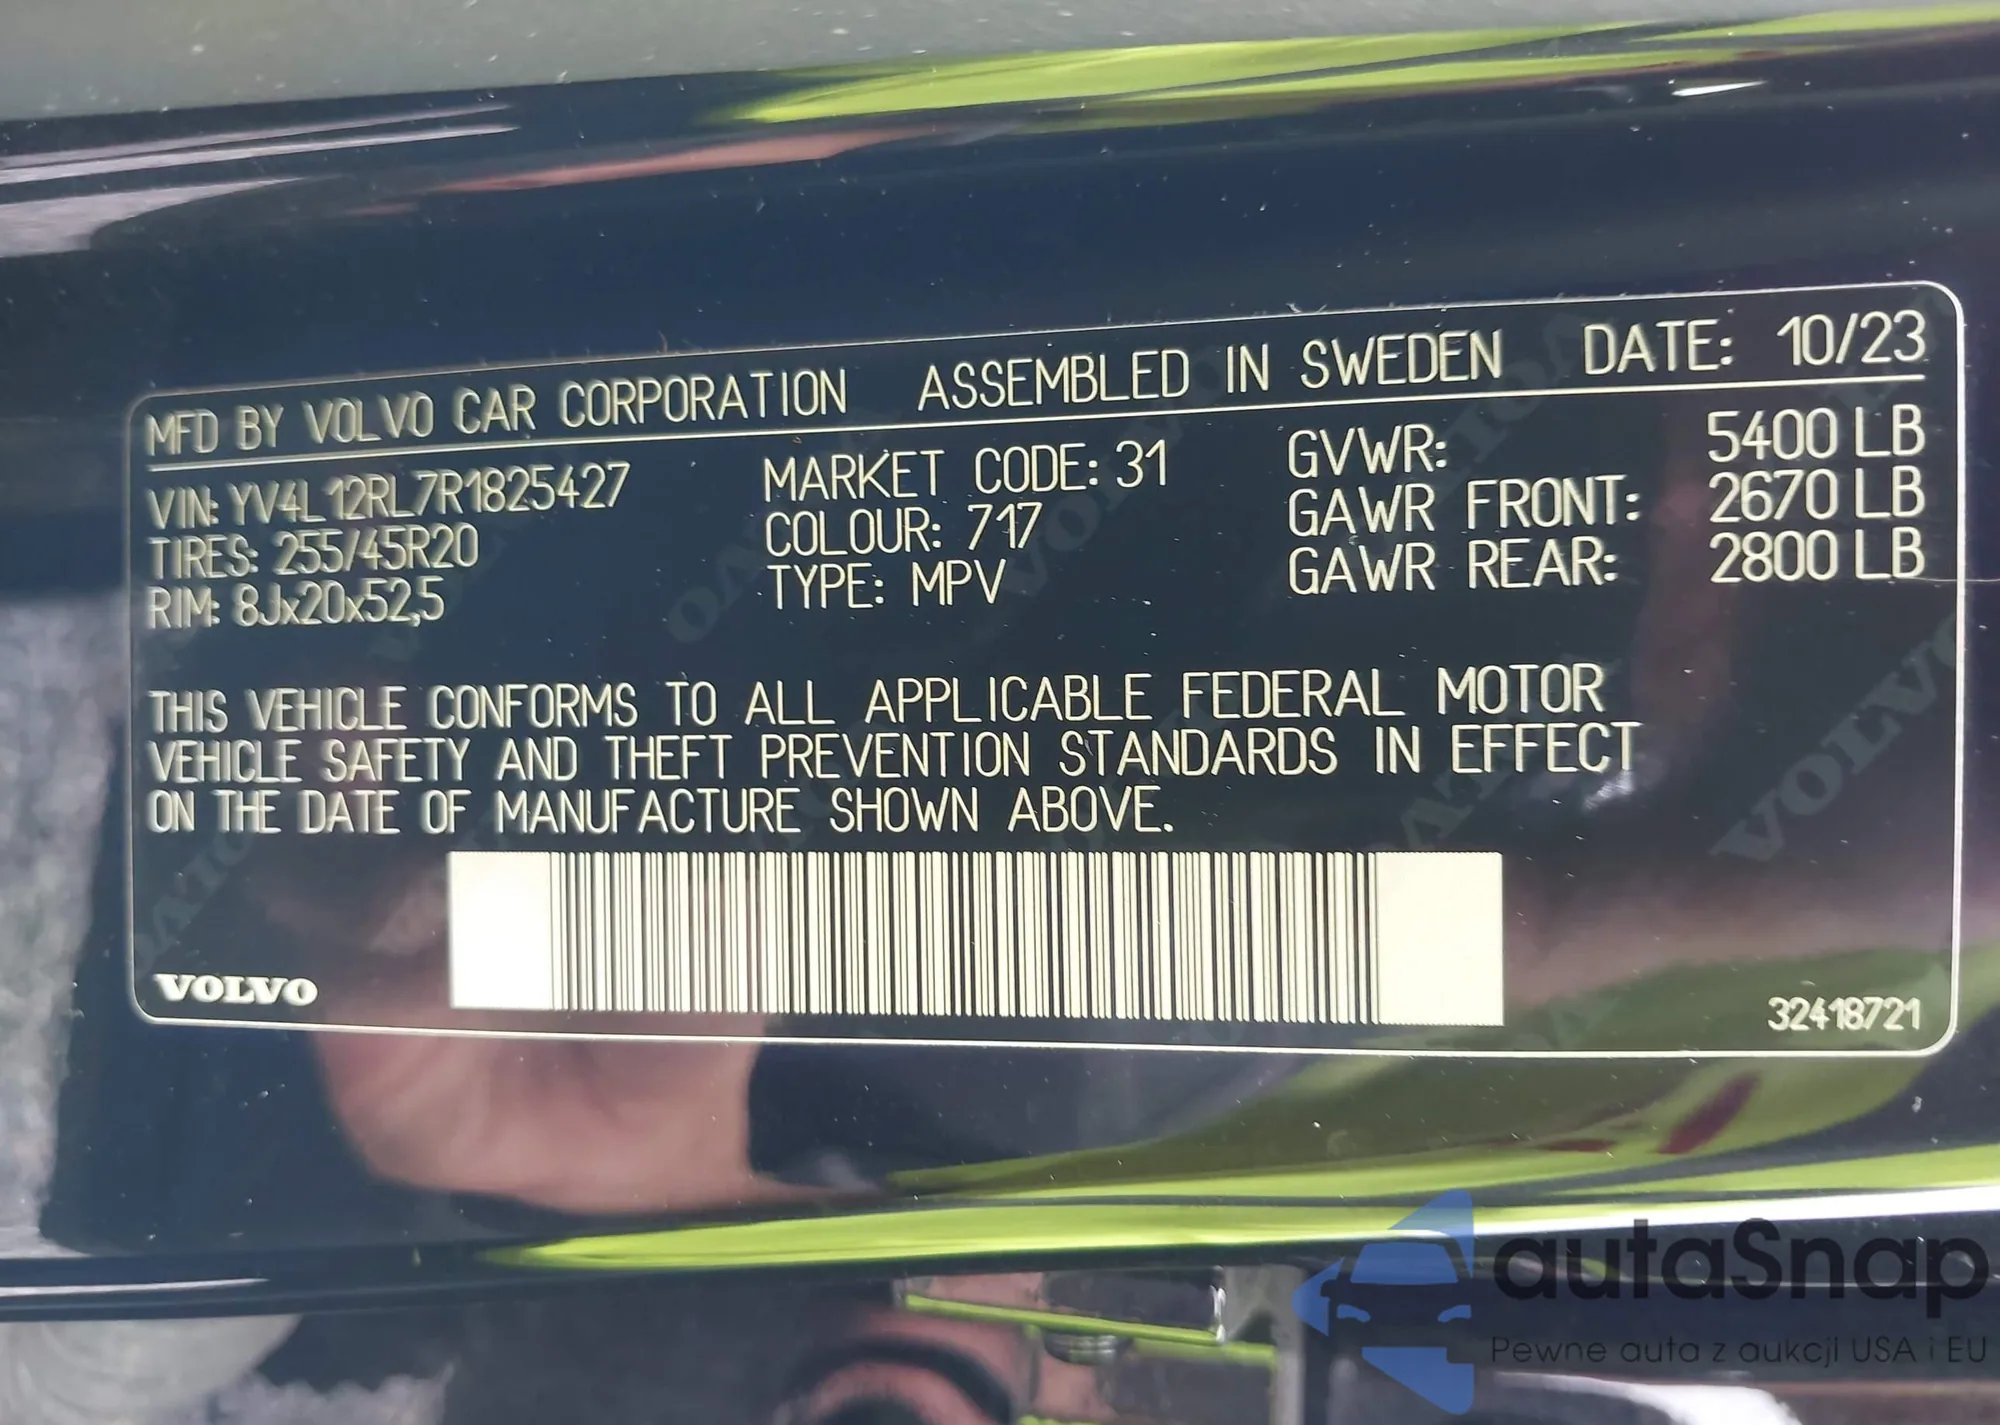 MFD BY VOLVO CAR CORPORATION ASSEMBLED IN SWEDEN DATE: 10/23
VIN: YV4L12RL7R1825427 MARKET CODE: 31 GVWR: 5400 LB
TIRES: 255/45R20 COLOUR: 717 GAWR FRONT: 2670 LB
RIM: 8Jx20x52,5 TYPE: MPV GAWR REAR: 2800 LB
THIS VEHICLE CONFORMS TO ALL APPLICABLE FEDERAL MOTOR
VEHICLE SAFETY AND THEFT PREVENTION STANDARDS IN EFFECT
ON THE DATE OF MANUFACTURE SHOWN ABOVE.
VOLVO
32418721
autaSnap
Pewne auta z aukcji USA i EU